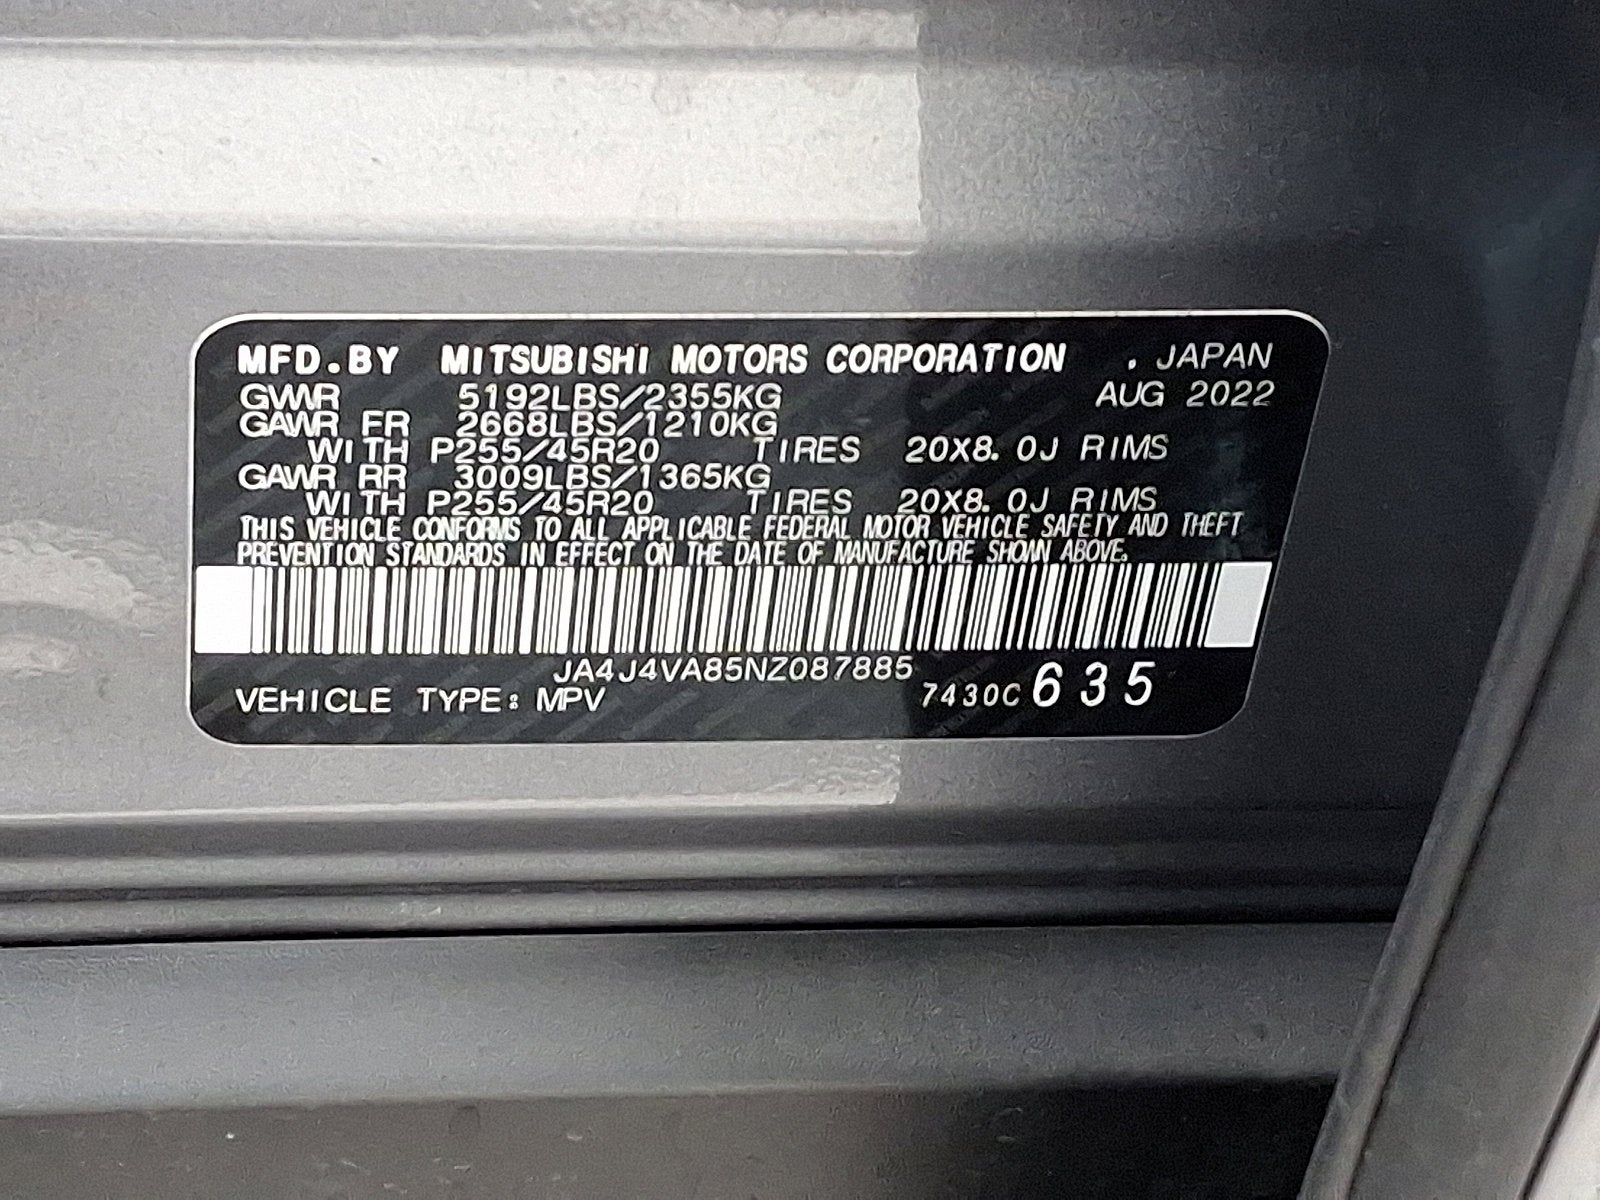 MFD.BY MITSUBISHI MOTORS CORPORATION . JAPAN
GVWR 5192LBS/2355KG AUG 2022
GAWR FR 2668LBS/1210KG
WITH P255/45R20 TIRES 20X8.0J RIMS
GAWR RR 3009LBS/1365KG
WITH P255/45R20 TIRES 20X8.0J RIMS
THIS VEHICLE CONFORMS TO ALL APPLICABLE FEDERAL MOTOR VEHICLE SAFETY AND THEFT
PREVENTION STANDARDS IN EFFECT ON THE DATE OF MANUFACTURE SHOWN ABOVE.
JA4J4VA85NZ087885
VEHICLE TYPE: MPV 7430C 635